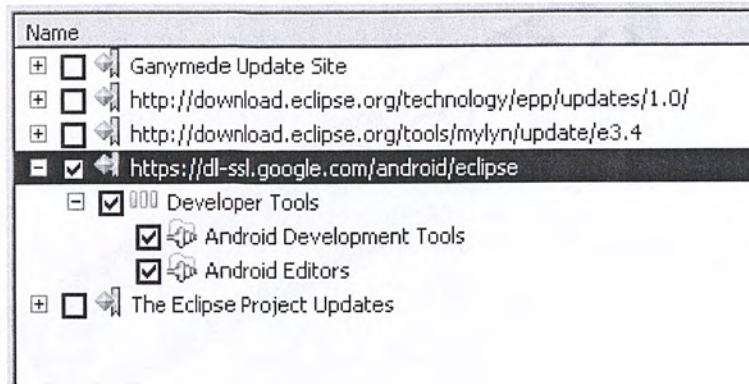 Name
Ganymede Update Site
http://download.eclipse.org/technology/epp/updates/1.0/
http://download.eclipse.org/tools/mylyn/update/e3.4
https://dl-ssl.google.com/android/eclipse
Developer Tools
Android Development Tools
Android Editors
The Eclipse Project Updates